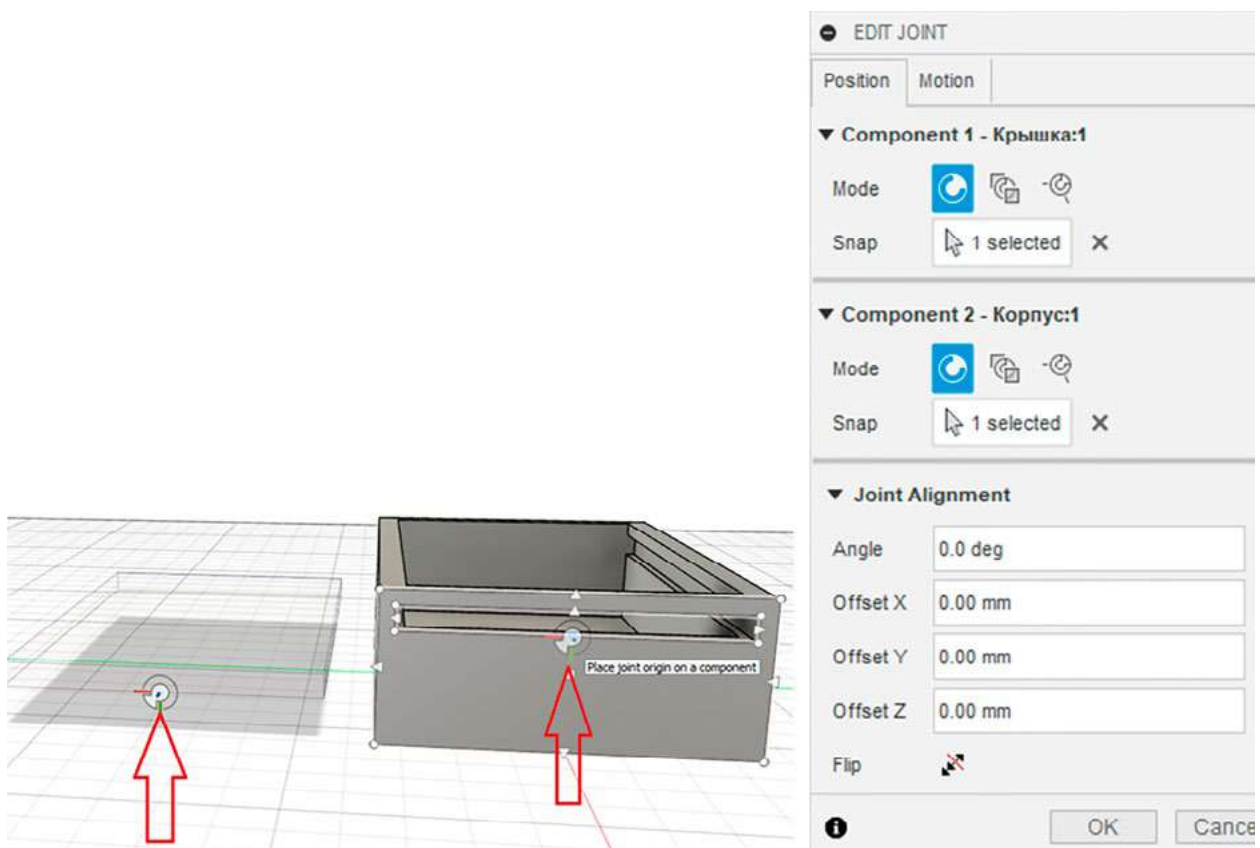 EDIT JOINT
Position Motion
Component 1 - Крышка:1
Mode
Snap 1 selected
Component 2 - Корпус:1
Mode
Snap 1 selected
Joint Alignment
Angle 0.0 deg
Offset X 0.00 mm
Offset Y 0.00 mm
Offset Z 0.00 mm
Flip
OK Cance
Place joint origin on a component